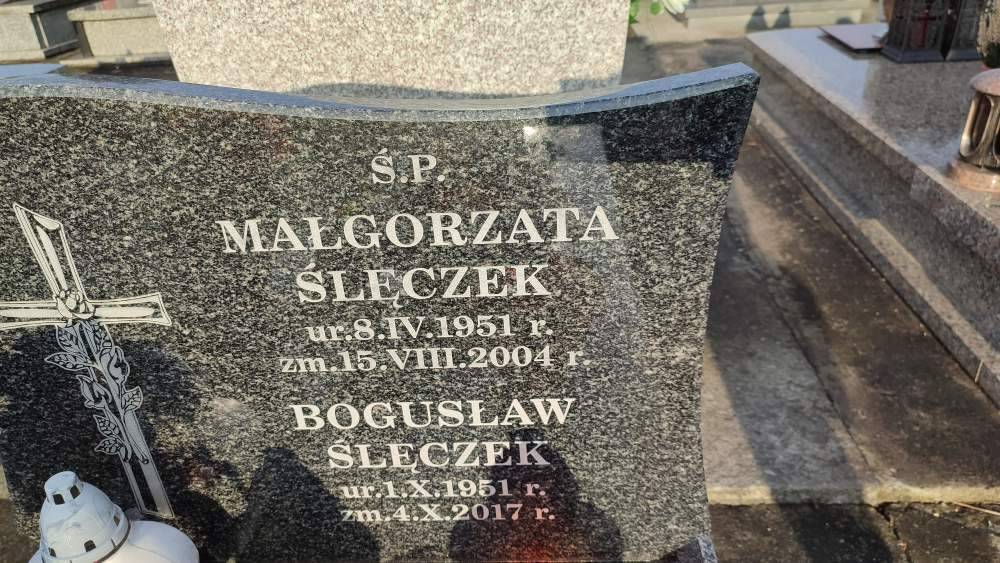 Ś.P.
MAŁGORZATA
ŚLĘCZEK
ur.8.IV.1951 r.
zm.15.VIII.2004 r.
BOGUSŁAW
ŚLĘCZEK
ur.1.X.1951 r.
zm.4.X.2017 r.